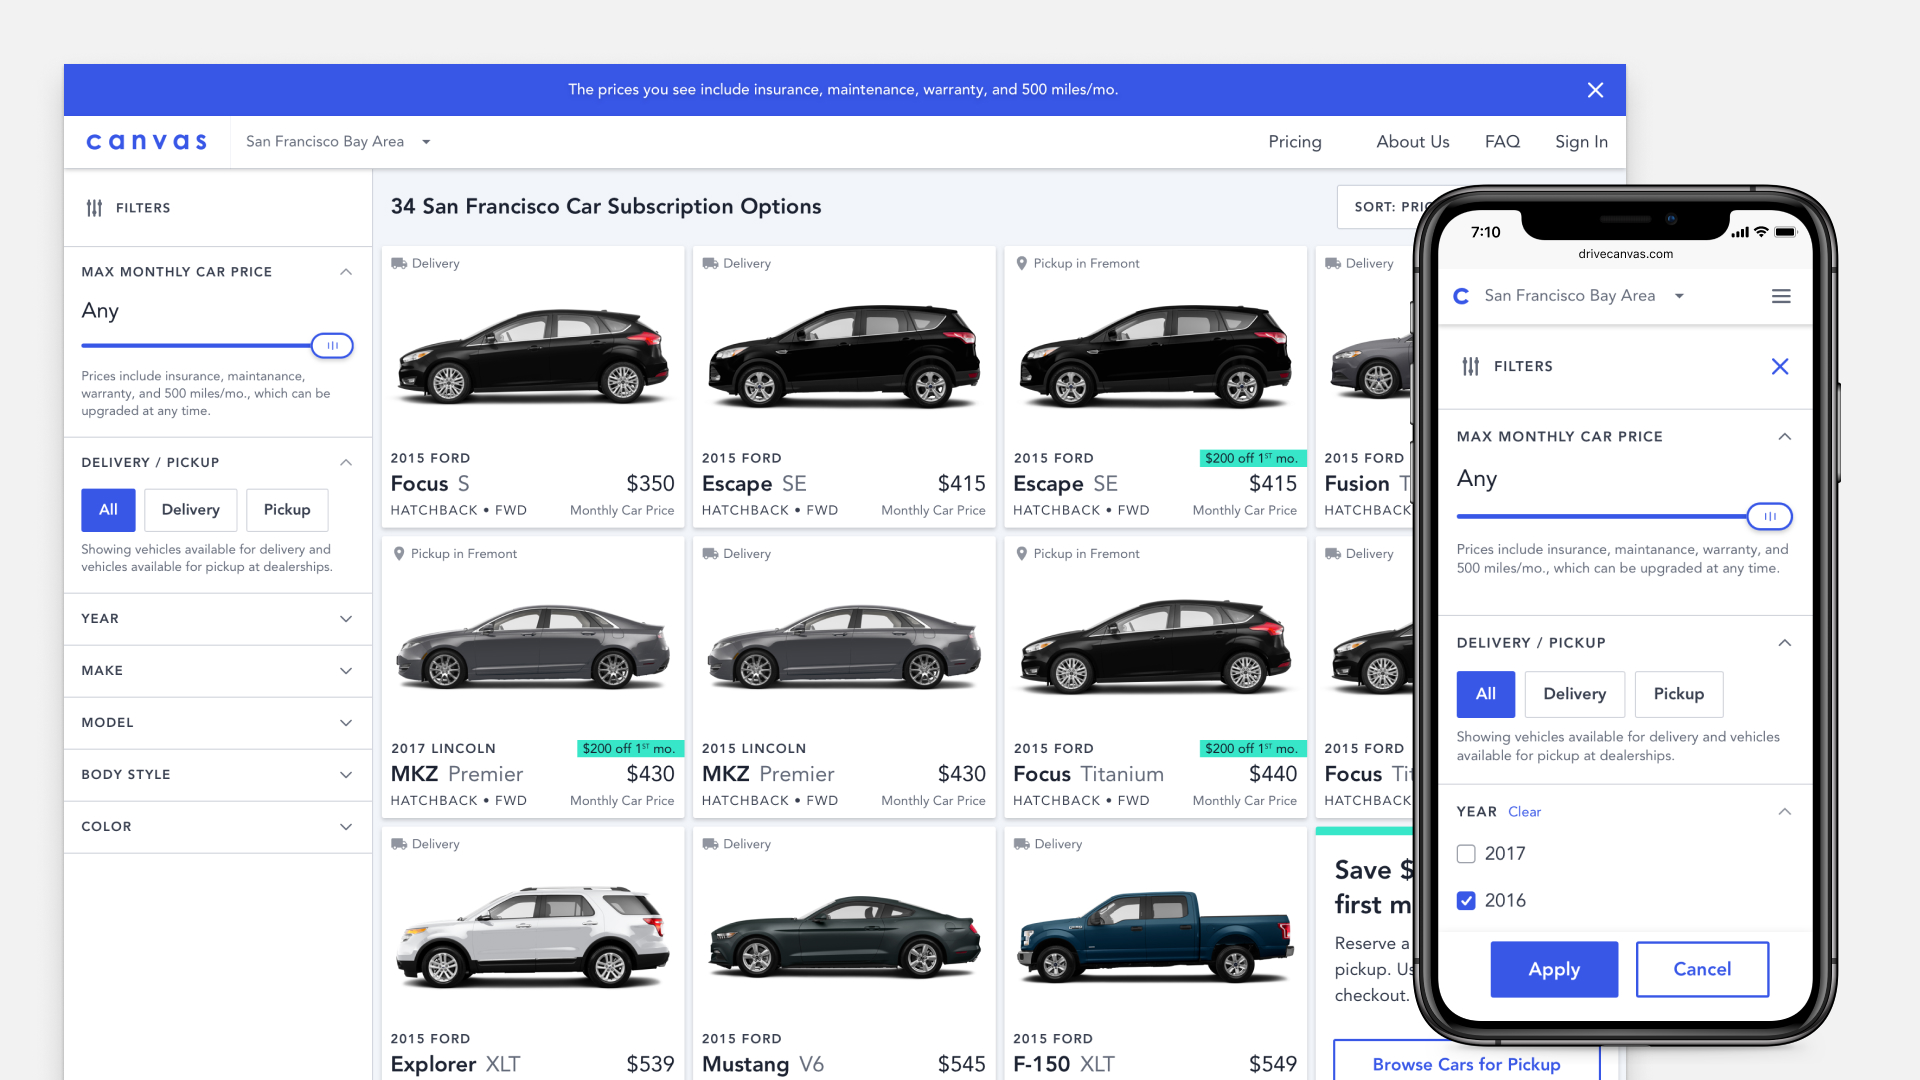 The prices you see include insurance, maintenance, warranty, and 500 miles/mo.
canvas
San Francisco Bay Area
Pricing
About Us
FAQ
Sign In
FILTERS
MAX MONTHLY CAR PRICE
Any
Prices include insurance, maintanance,
warranty, and 500 miles/mo., which can be
upgraded at any time.
DELIVERY / PICKUP
All
Delivery
Pickup
Showing vehicles available for delivery and
vehicles available for pickup at dealerships.
YEAR
MAKE
MODEL
BODY STYLE
COLOR
34 San Francisco Car Subscription Options
SORT:
Delivery
2015 FORD
Focus S $350
HATCHBACK • FWD Monthly Car Price
Delivery
2015 FORD
Escape SE $415
HATCHBACK • FWD Monthly Car Price
Pickup in Fremont
2015 FORD $200 off 1ST mo.
Escape SE $415
HATCHBACK • FWD Monthly Car Price
Delivery
2015 FORD
Fusion
HATCHBACK
Pickup in Fremont
2017 LINCOLN $200 off 1ST mo.
MKZ Premier $430
HATCHBACK • FWD Monthly Car Price
Delivery
2015 LINCOLN
MKZ Premier $430
HATCHBACK • FWD Monthly Car Price
Pickup in Fremont
2015 FORD $200 off 1ST mo.
Focus Titanium $440
HATCHBACK • FWD Monthly Car Price
Delivery
2015 FORD
Focus
HATCHBACK
Delivery
2015 FORD
Explorer XLT $539
Delivery
2015 FORD
Mustang V6 $545
Delivery
2015 FORD
F-150 XLT $549
Save $
first
Reserve a
pickup.
checkout.
Browse Cars for Pickup
7:10
drivecanvas.com
c San Francisco Bay Area
FILTERS
MAX MONTHLY CAR PRICE
Any
Prices include insurance, maintanance, warranty, and
500 miles/mo., which can be upgraded at any time.
DELIVERY / PICKUP
All
Delivery
Pickup
Showing vehicles available for delivery and vehicles
available for pickup at dealerships.
YEAR Clear
2017
2016
Apply
Cancel